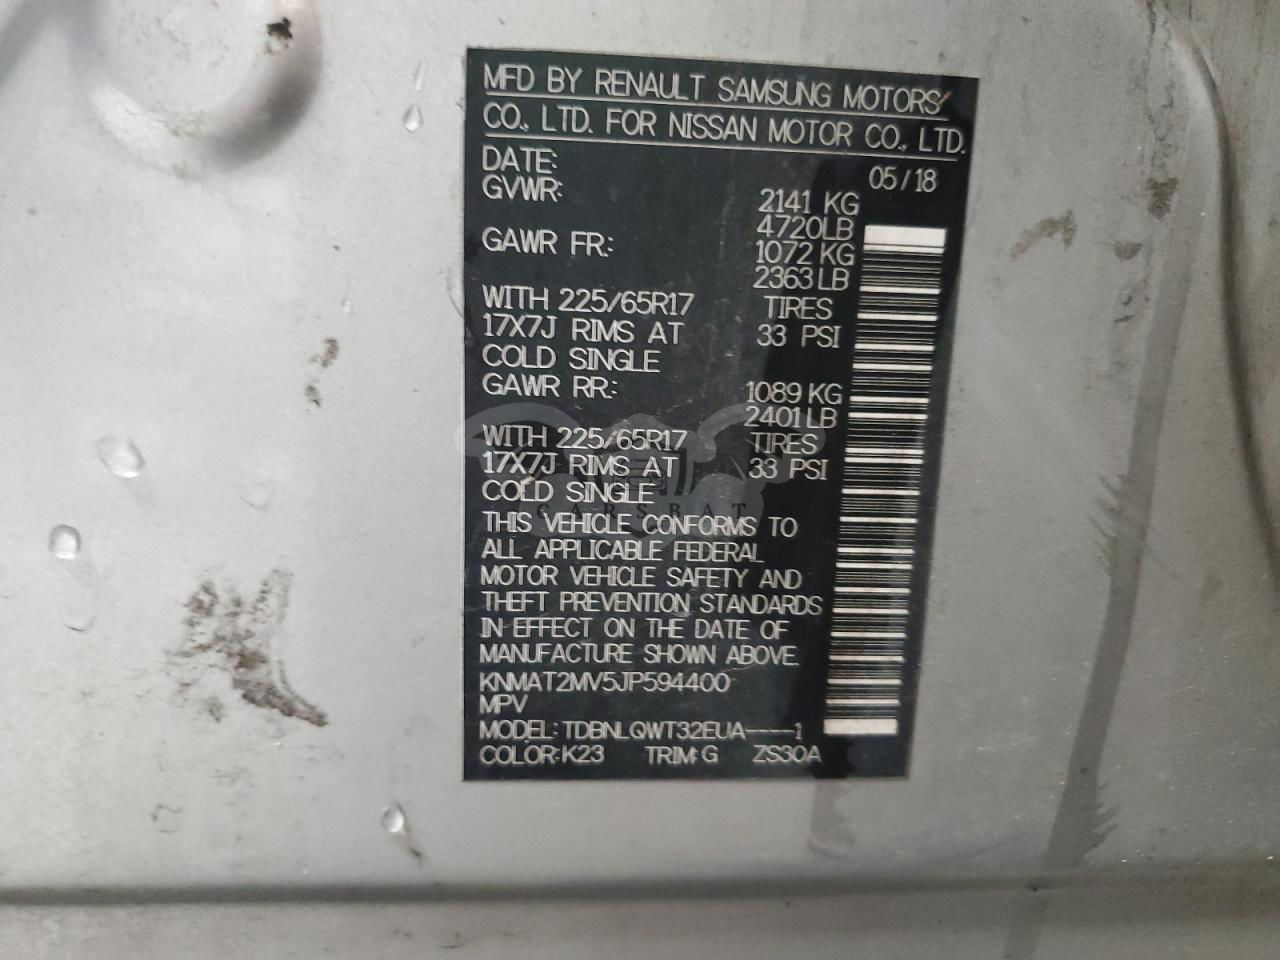 MFD BY RENAULT SAMSUNG MOTORS
CO., LTD. FOR NISSAN MOTOR CO., LTD.
DATE: 05/18
GVWR: 2141 KG
4720LB
GAWR FR: 1072 KG
2363 LB
WITH 225/65R17 TIRES
17X7J RIMS AT 33 PSI
COLD SINGLE
GAWR RR: 1089 KG
2401 LB
WITH 225/65R17 TIRES
17X7J RIMS AT 33 PSI
COLD SINGLE
CARSBAT
THIS VEHICLE CONFORMS TO
ALL APPLICABLE FEDERAL
MOTOR VEHICLE SAFETY AND
THEFT PREVENTION STANDARDS
IN EFFECT ON THE DATE OF
MANUFACTURE SHOWN ABOVE.
KNMAT2MV5JP594400
MPV
MODEL: TDBNLQWT32EUA----1
COLOR:K23 TRIM:G ZS30A